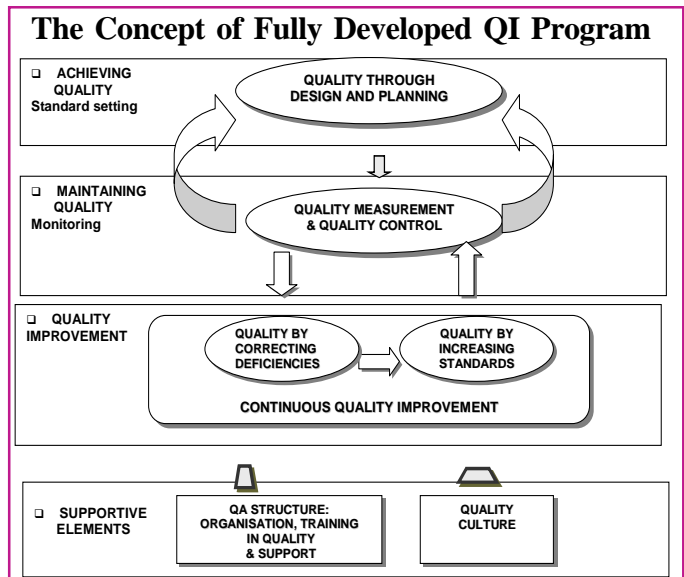 The Concept of Fully Developed QI Program
❑ ACHIEVING
QUALITY
Standard setting
QUALITY THROUGH
DESIGN AND PLANNING
❑ MAINTAINING
QUALITY
Monitoring
QUALITY MEASUREMENT
& QUALITY CONTROL
❑ QUALITY
IMPROVEMENT
QUALITY BY
CORRECTING
DEFICIENCIES
QUALITY BY
INCREASING
STANDARDS
CONTINUOUS QUALITY IMPROVEMENT
❑ SUPPORTIVE
ELEMENTS
QA STRUCTURE:
ORGANISATION, TRAINING
IN QUALITY
& SUPPORT
QUALITY
CULTURE